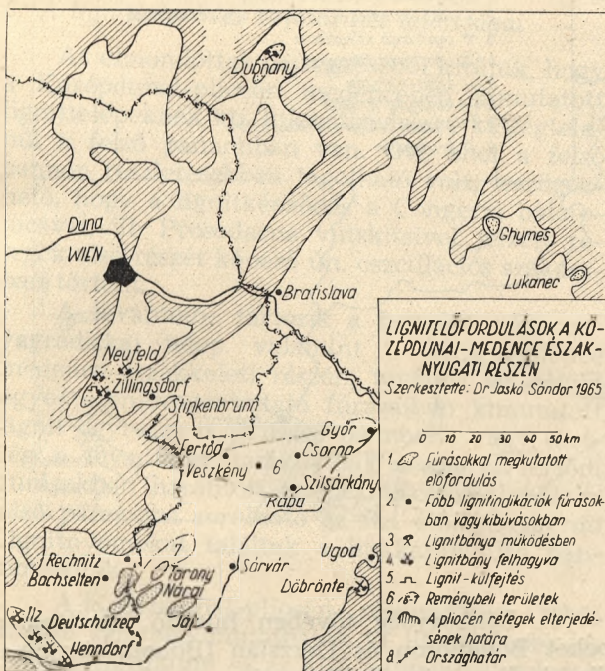 Dubnany
Duna
WIEN
Ghymes
Lukanec
Bratislava
Neufeld
Zillingsdorf
Stinkenbrunn
Győr
Fertőd
Csorna
Veszkény
6
Szilsárkány
Rába
7
Rechnitz
Bachselten
Torony
Nárai
Sárvár
Ugod
Döbrönte
Ják
Ilz
Deutschutzea
Henndorf
LIGNITELŐFORDULÁSOK A KÖ-
ZÉPDUNAI-MEDENCE ÉSZAK-
NYUGATI RÉSZÉN
Szerkesztette: Dr Jaskó Sándor 1965
0 10 20 30 40 50 km
1. Fúrásokkal megkutatott
előfordulás
2. Főbb lignitindikációk fúrások-
ban vagy kibúvásokban
3 Lignitbánya működésben
4. Lignitbány felhagyva
5 Lignit-külfejtés
6. Reménybeli területek
7. A pliocén rétegek elterjedé-
sének határa
8. Országhatár